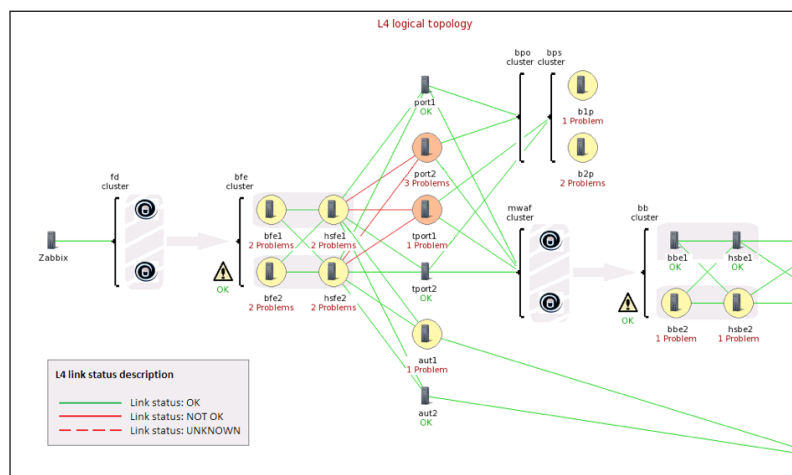 L4 logical topology
bpo
cluster
bps
cluster
port1
OK
b1p
1 Problem
port2
3 Problems
b2p
2 Problems
fd
cluster
bfe
cluster
Zabbix
bfe1
2 Problems
hsfe1
2 Problems
tport1
1 Problem
mwaf
cluster
bb
cluster
bbe1
OK
hsbe1
OK
OK
bfe2
2 Problems
hsfe2
2 Problems
tport2
OK
OK
bbe2
1 Problem
hsbe2
1 Problem
aut1
1 Problem
aut2
OK
L4 link status description
Link status: OK
Link status: NOT OK
Link status: UNKNOWN